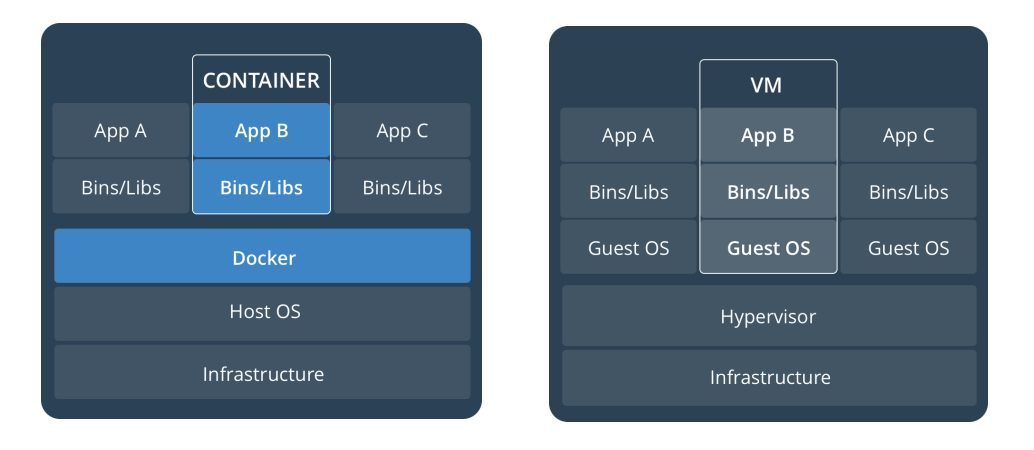 CONTAINER
App A App B App C
Bins/Libs Bins/Libs Bins/Libs
Docker
Host OS
Infrastructure
VM
App A App B App C
Bins/Libs Bins/Libs Bins/Libs
Guest OS Guest OS Guest OS
Hypervisor
Infrastructure